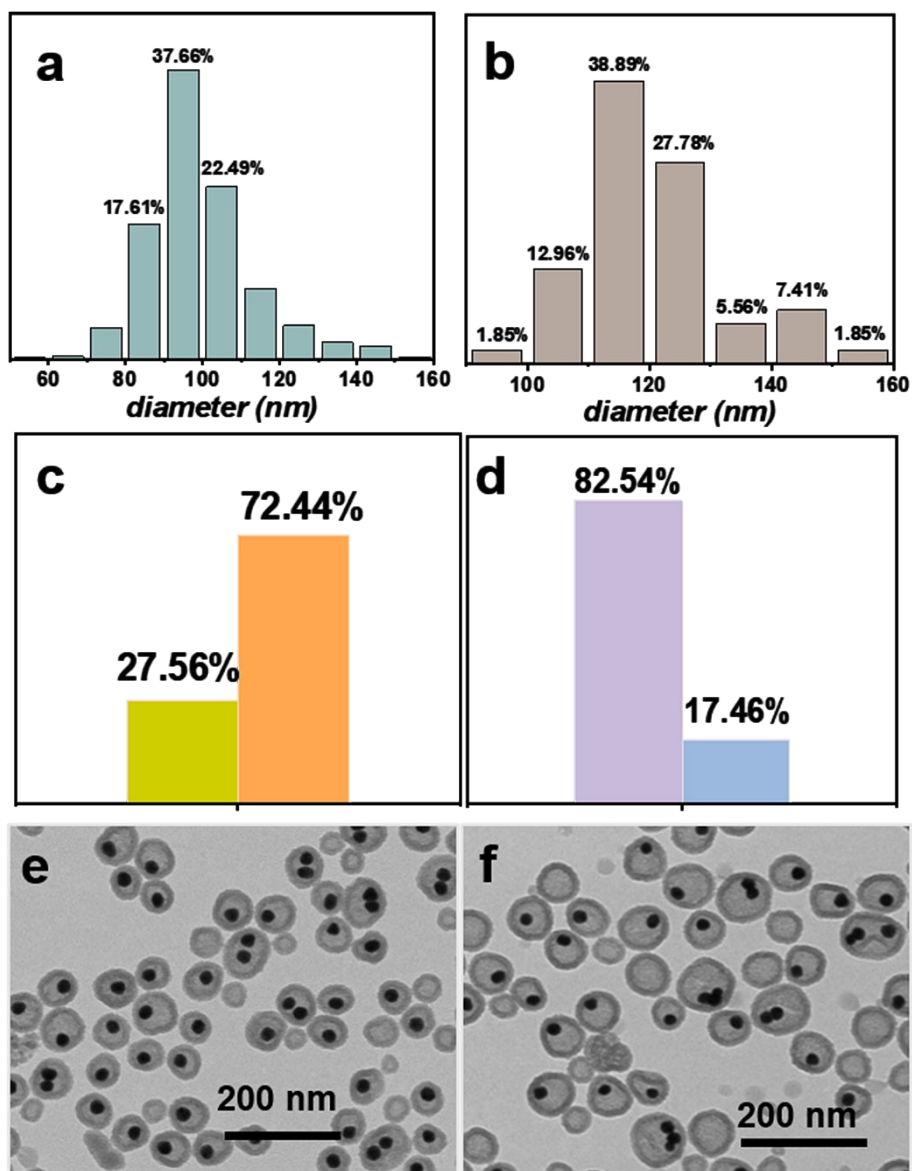 a
37.66%
22.49%
17.61%
60 80 100 120 140 160
diameter (nm)
b
38.89%
27.78%
12.96%
7.41%
5.56%
1.85%
1.85%
100 120 140 160
diameter (nm)
c
72.44%
27.56%
d
82.54%
17.46%
e
200 nm
f
200 nm